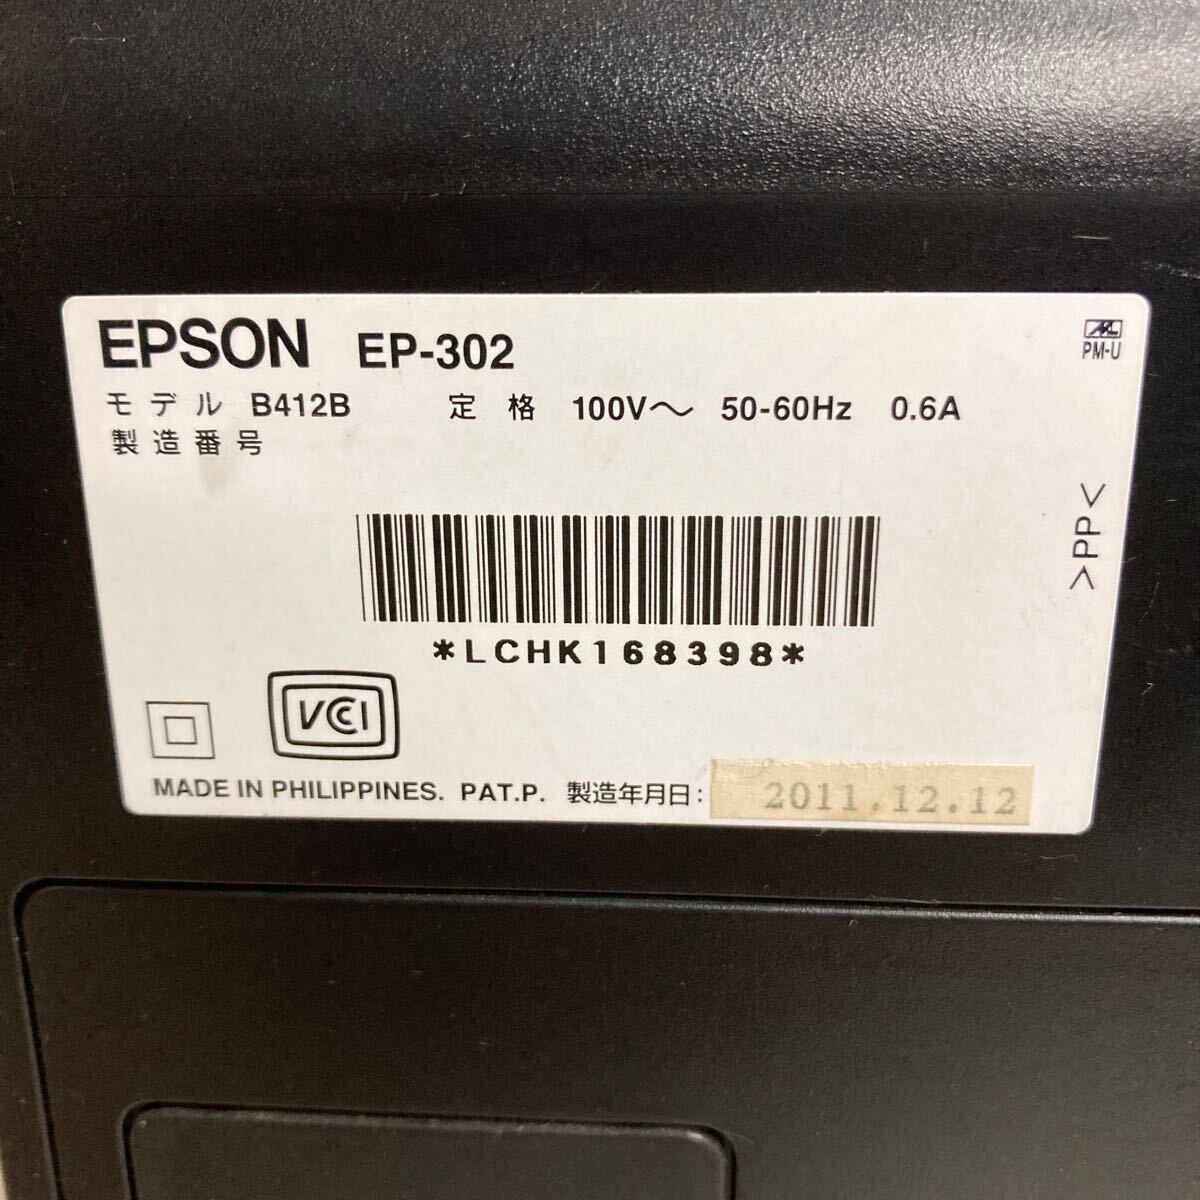 EPSON EP-302
PM-U
モデル B412B 定格 100V～ 50-60Hz 0.6A
製造番号
>PP<
*LCHK168398*
VCCI
MADE IN PHILIPPINES. PAT.P. 製造年月日: 2011.12.12